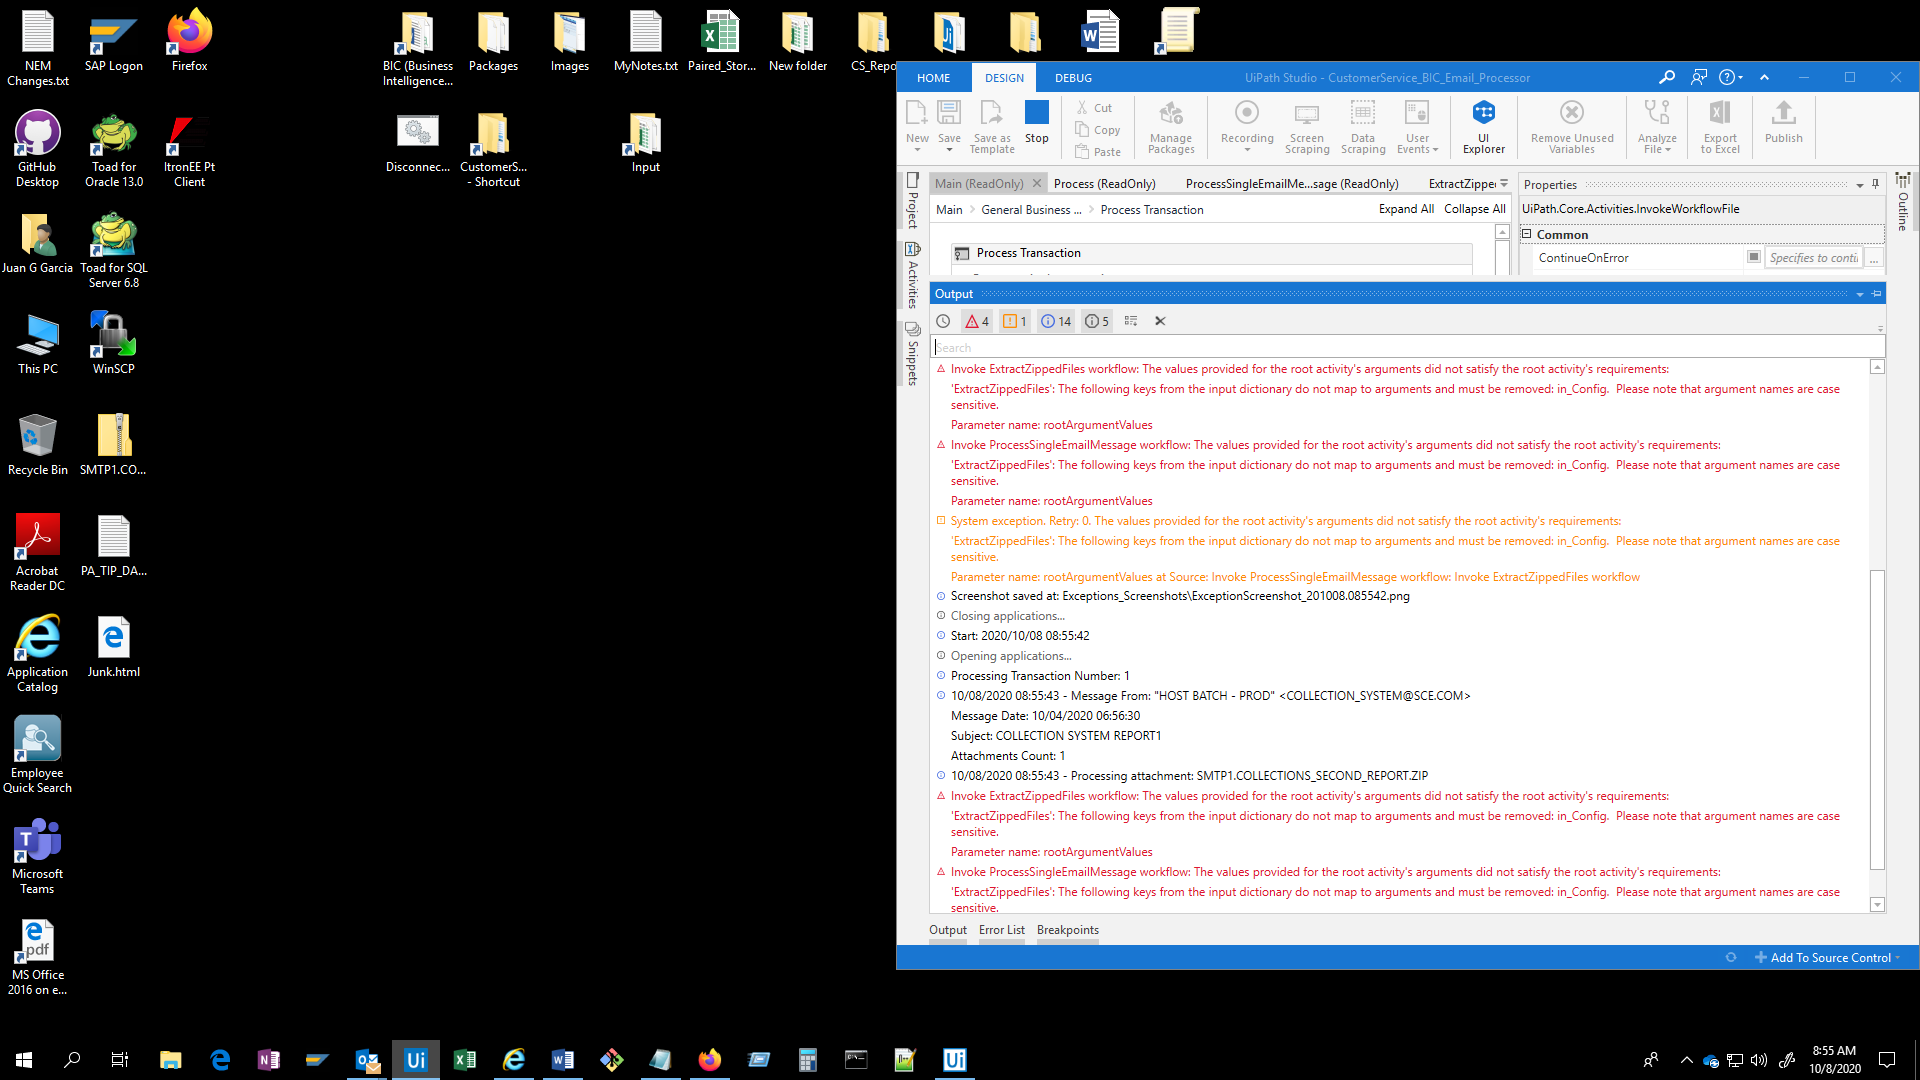 NEM
Changes.txt
SAP Logon
Firefox
BIC (Business
Intelligence...
Packages
Images
MyNotes.txt
Paired_Stor...
New folder
CS_Repo
GitHub
Desktop
Toad for
Oracle 13.0
ItronEE Pt
Client
Disconnec...
CustomerS...
- Shortcut
Input
Juan G Garcia
Toad for SQL
Server 6.8
This PC
WinSCP
Recycle Bin
SMTP1.CO...
Acrobat
Reader DC
PA_TIP_DA...
Application
Catalog
Junk.html
Employee
Quick Search
Microsoft
Teams
MS Office
2016 on e...
HOME
DESIGN
DEBUG
UiPath Studio - CustomerService_BIC_Email_Processor
New
Save
Save as
Template
Stop
Cut
Copy
Paste
Manage
Packages
Recording
Screen
Scraping
Data
Scraping
User
Events
UI
Explorer
Remove Unused
Variables
Analyze
File
Export
to Excel
Publish
Project
Activities
Snippets
Main (ReadOnly)
Process (ReadOnly)
ProcessSingleEmailMe...sage (ReadOnly)
ExtractZippe
Main > General Business ... > Process Transaction
Expand All
Collapse All
Process Transaction
Properties
UiPath.Core.Activities.InvokeWorkflowFile
Common
ContinueOnError
Specifies to conti
...
Outline
Output
4
1
14
5
Search
Invoke ExtractZippedFiles workflow: The values provided for the root activity's arguments did not satisfy the root activity's requirements:
'ExtractZippedFiles': The following keys from the input dictionary do not map to arguments and must be removed: in_Config.  Please note that argument names are case
sensitive.
Parameter name: rootArgumentValues
Invoke ProcessSingleEmailMessage workflow: The values provided for the root activity's arguments did not satisfy the root activity's requirements:
'ExtractZippedFiles': The following keys from the input dictionary do not map to arguments and must be removed: in_Config.  Please note that argument names are case
sensitive.
Parameter name: rootArgumentValues
System exception. Retry: 0. The values provided for the root activity's arguments did not satisfy the root activity's requirements:
'ExtractZippedFiles': The following keys from the input dictionary do not map to arguments and must be removed: in_Config.  Please note that argument names are case
sensitive.
Parameter name: rootArgumentValues at Source: Invoke ProcessSingleEmailMessage workflow: Invoke ExtractZippedFiles workflow
Screenshot saved at: Exceptions_Screenshots\ExceptionScreenshot_201008.085542.png
Closing applications...
Start: 2020/10/08 08:55:42
Opening applications...
Processing Transaction Number: 1
10/08/2020 08:55:43 - Message From: "HOST BATCH - PROD" <COLLECTION_SYSTEM@SCE.COM>
Message Date: 10/04/2020 06:56:30
Subject: COLLECTION SYSTEM REPORT1
Attachments Count: 1
10/08/2020 08:55:43 - Processing attachment: SMTP1.COLLECTIONS_SECOND_REPORT.ZIP
Invoke ExtractZippedFiles workflow: The values provided for the root activity's arguments did not satisfy the root activity's requirements:
'ExtractZippedFiles': The following keys from the input dictionary do not map to arguments and must be removed: in_Config.  Please note that argument names are case
sensitive.
Parameter name: rootArgumentValues
Invoke ProcessSingleEmailMessage workflow: The values provided for the root activity's arguments did not satisfy the root activity's requirements:
'ExtractZippedFiles': The following keys from the input dictionary do not map to arguments and must be removed: in_Config.  Please note that argument names are case
sensitive.
Output
Error List
Breakpoints
Add To Source Control
8:55 AM
10/8/2020